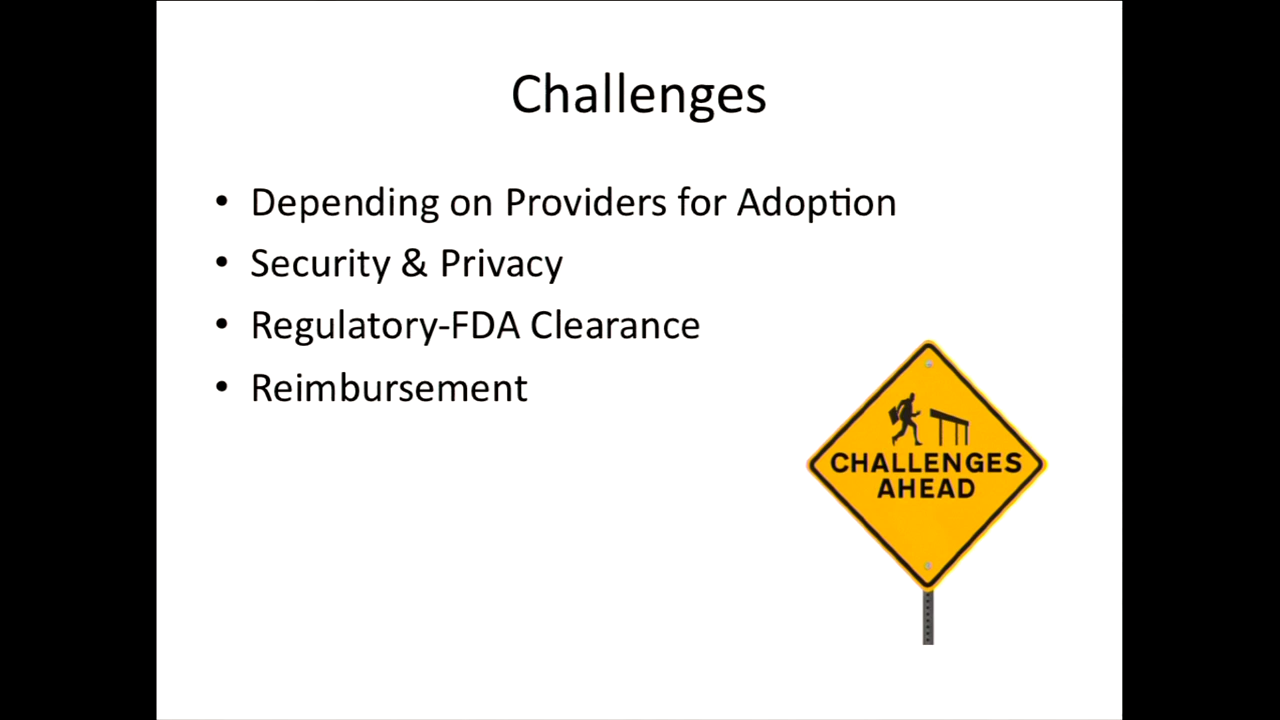 Challenges
• Depending on Providers for Adoption
• Security & Privacy
• Regulatory-FDA Clearance
• Reimbursement
CHALLENGES
AHEAD